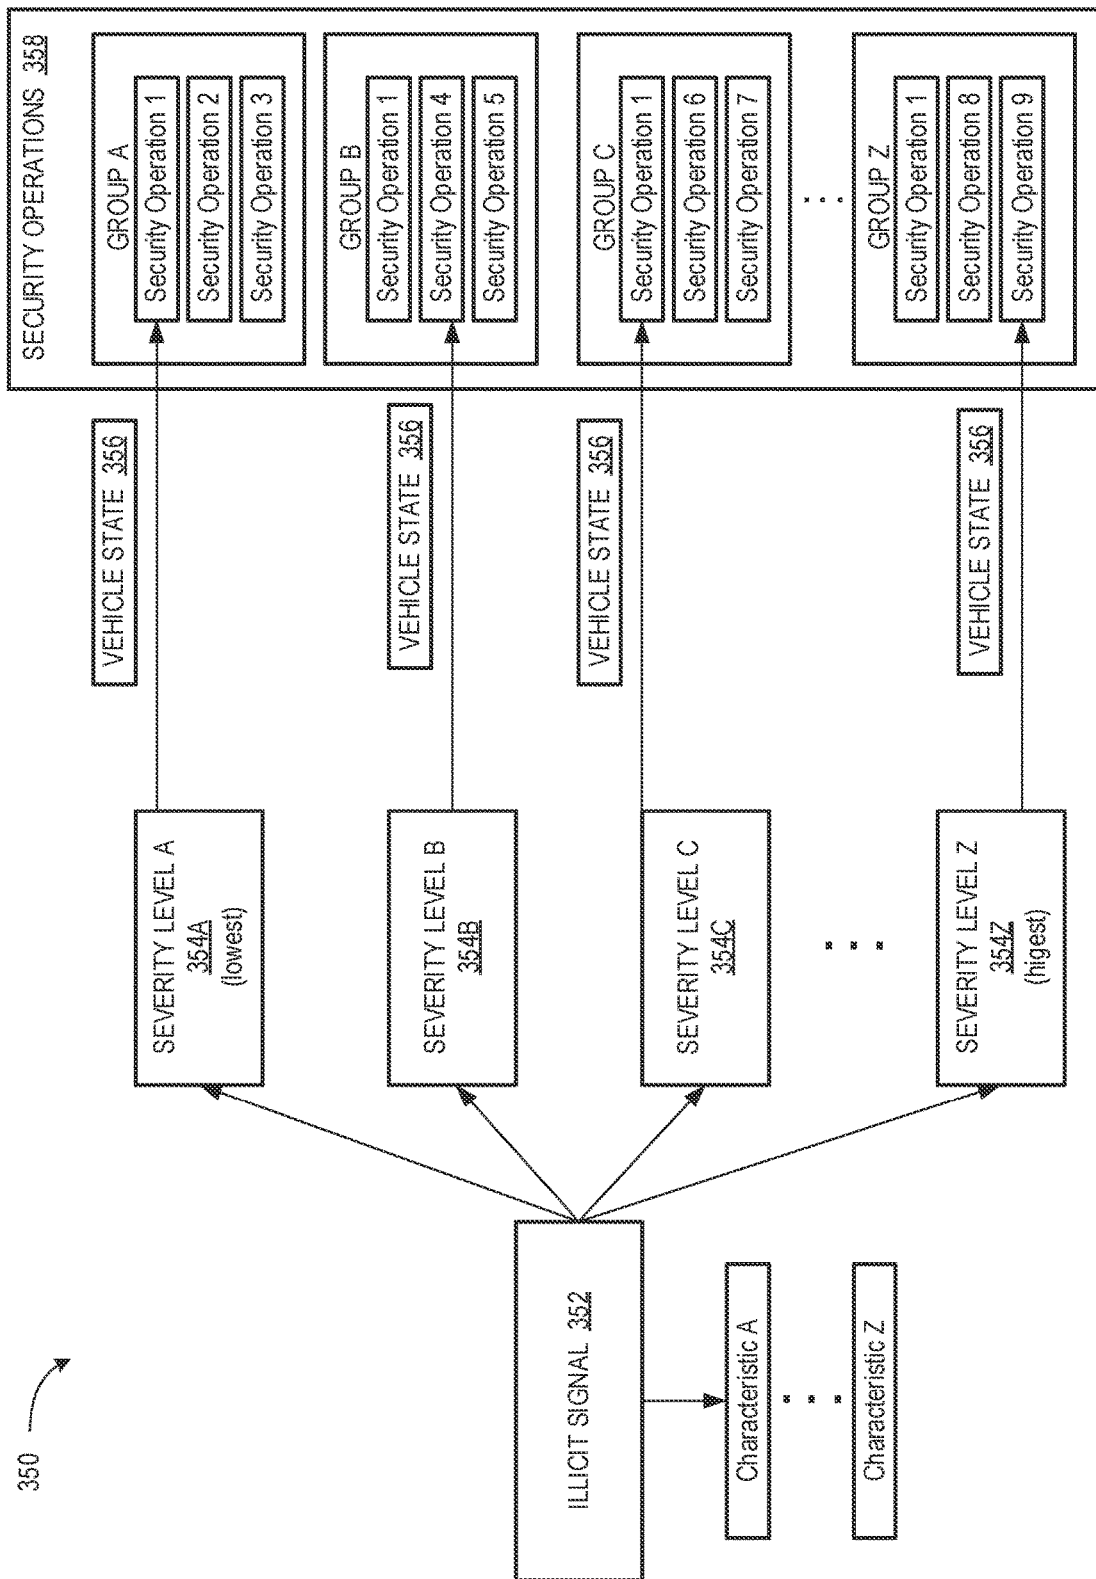 350
ILLICIT SIGNAL 352
Characteristic A
Characteristic Z
SEVERITY LEVEL A
354A
(lowest)
SEVERITY LEVEL B
354B
SEVERITY LEVEL C
354C
SEVERITY LEVEL Z
354Z
(higest)
VEHICLE STATE 356
VEHICLE STATE 356
VEHICLE STATE 356
VEHICLE STATE 356
SECURITY OPERATIONS 358
GROUP A
Security Operation 1
Security Operation 2
Security Operation 3
GROUP B
Security Operation 1
Security Operation 4
Security Operation 5
GROUP C
Security Operation 1
Security Operation 6
Security Operation 7
GROUP Z
Security Operation 1
Security Operation 8
Security Operation 9